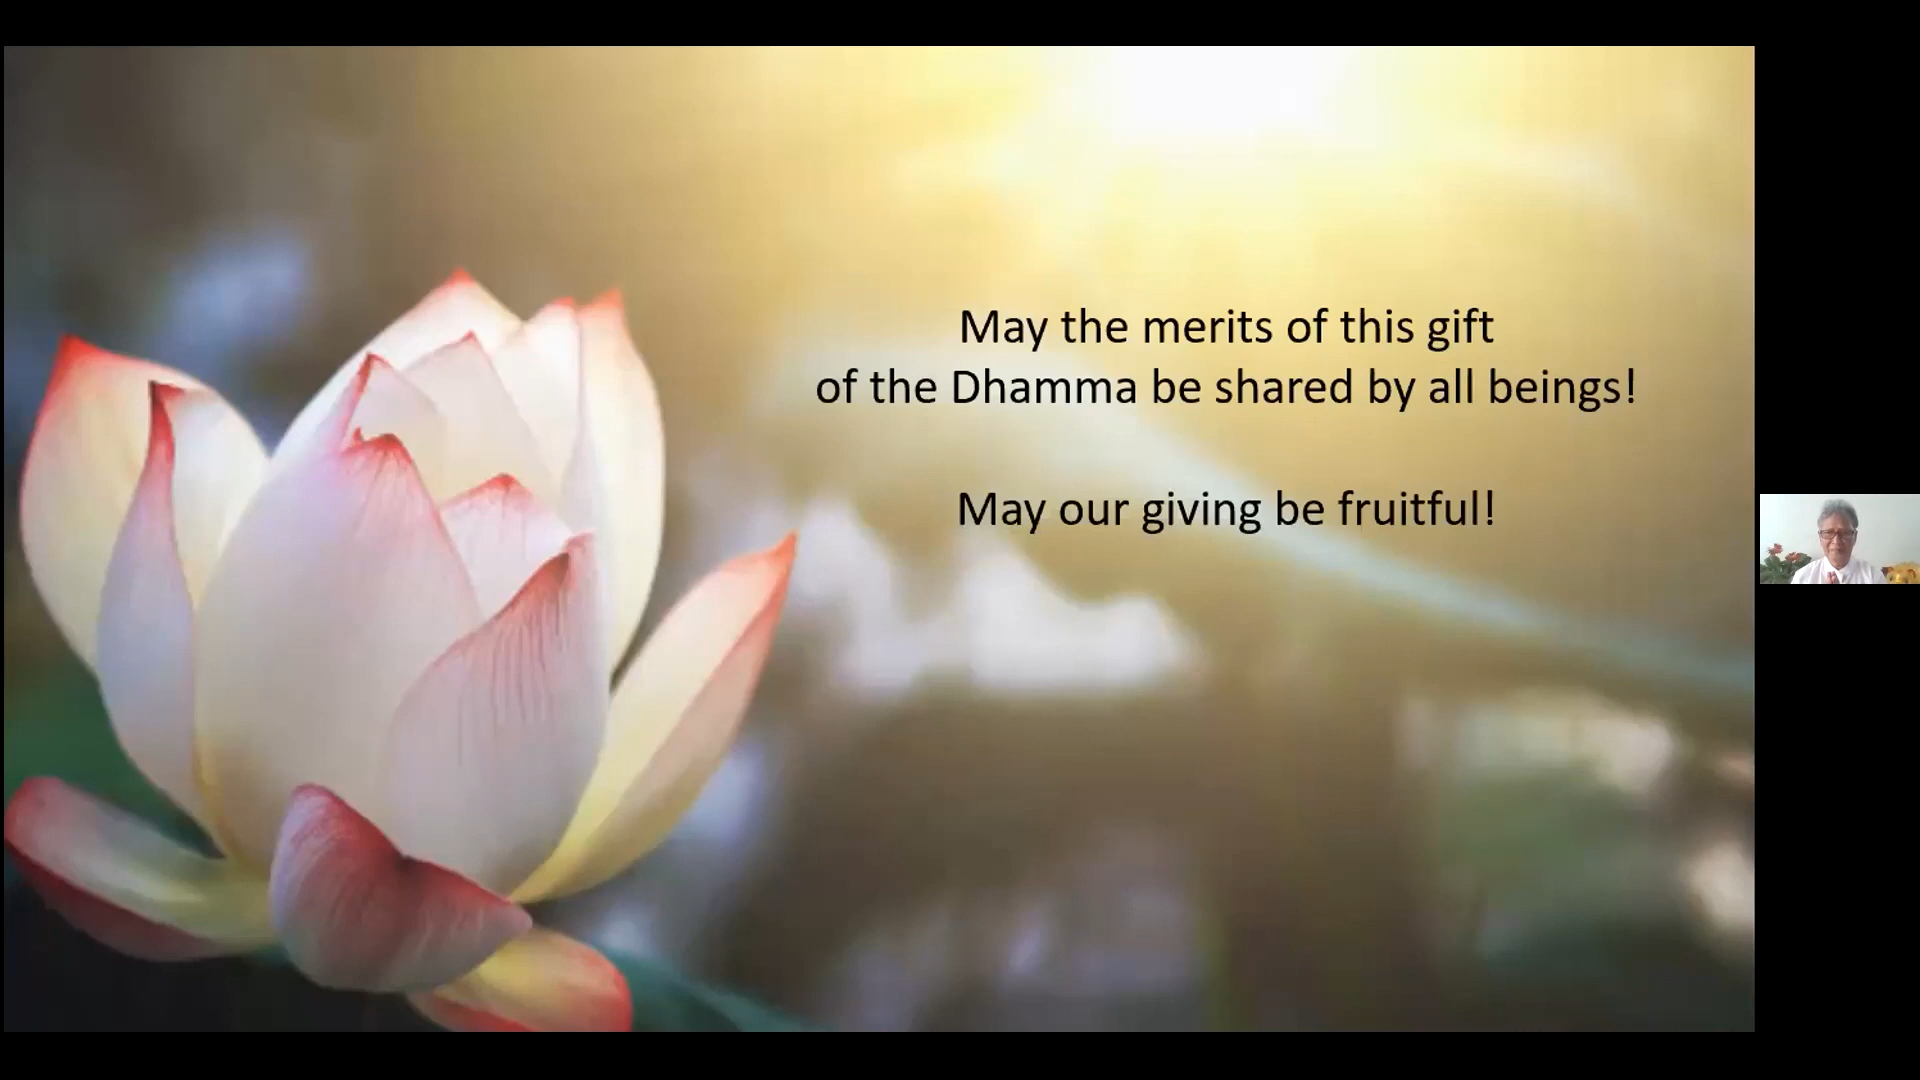 May the merits of this gift
of the Dhamma be shared by all beings!
May our giving be fruitful!